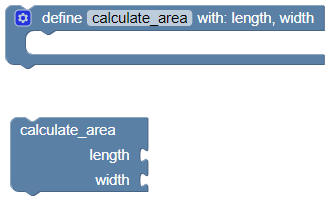 define calculate_area with: length, width
calculate_area
length
width